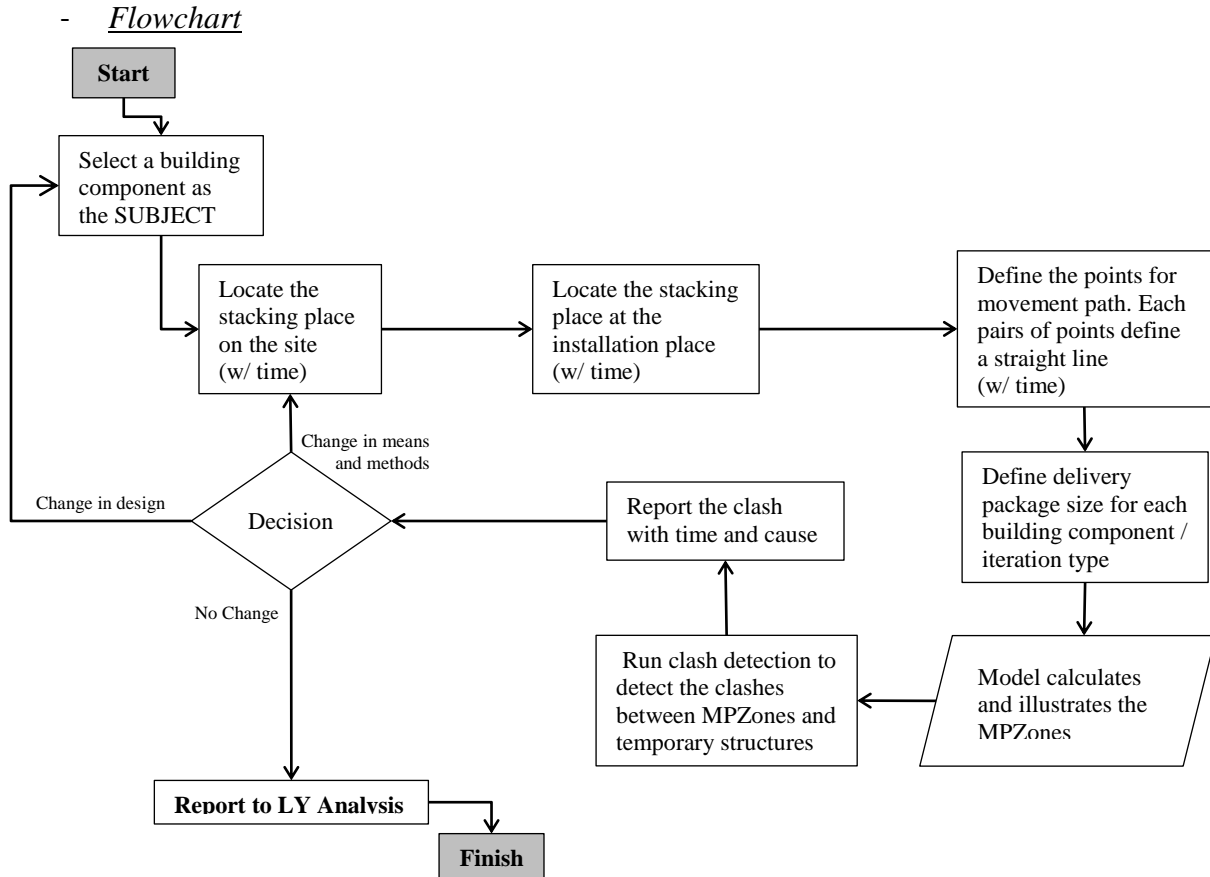 - Flowchart
Start
Select a building
component as
the SUBJECT
Locate the
stacking place
on the site
(w/ time)
Locate the stacking
place at the
installation place
(w/ time)
Define the points for
movement path. Each
pairs of points define
a straight line
(w/ time)
Define delivery
package size for each
building component /
iteration type
Model calculates
and illustrates the
MPZones
Run clash detection to
detect the clashes
between MPZones and
temporary structures
Report the clash
with time and cause
Decision
Change in means
and methods
Change in design
No Change
Report to LY Analysis
Finish